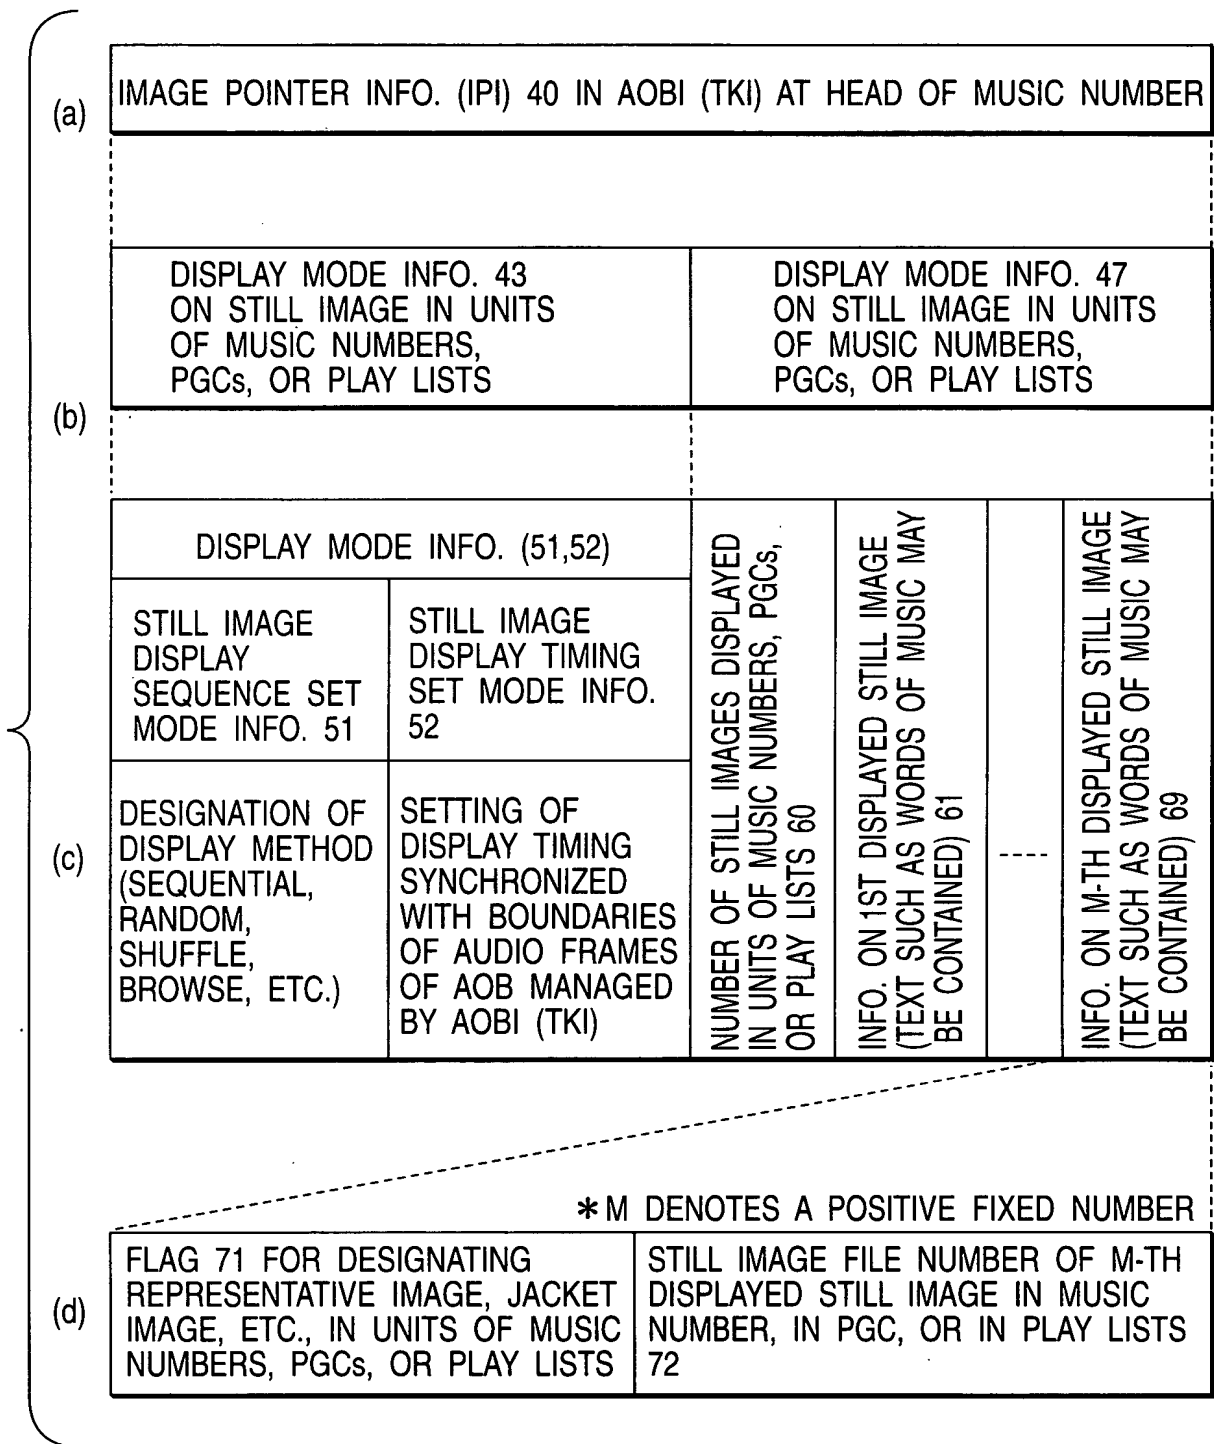 (a)
IMAGE POINTER INFO. (IPI) 40 IN AOBI (TKI) AT HEAD OF MUSIC NUMBER
(b)
DISPLAY MODE INFO. 43
ON STILL IMAGE IN UNITS
OF MUSIC NUMBERS,
PGCs, OR PLAY LISTS
DISPLAY MODE INFO. 47
ON STILL IMAGE IN UNITS
OF MUSIC NUMBERS,
PGCs, OR PLAY LISTS
(c)
DISPLAY MODE INFO. (51,52)
STILL IMAGE
DISPLAY
SEQUENCE SET
MODE INFO. 51
STILL IMAGE
DISPLAY TIMING
SET MODE INFO.
52
DESIGNATION OF
DISPLAY METHOD
(SEQUENTIAL,
RANDOM,
SHUFFLE,
BROWSE, ETC.)
SETTING OF
DISPLAY TIMING
SYNCHRONIZED
WITH BOUNDARIES
OF AUDIO FRAMES
OF AOB MANAGED
BY AOBI (TKI)
NUMBER OF STILL IMAGES DISPLAYED
IN UNITS OF MUSIC NUMBERS, PGCs,
OR PLAY LISTS 60
INFO. ON 1ST DISPLAYED STILL IMAGE
(TEXT SUCH AS WORDS OF MUSIC MAY
BE CONTAINED) 61
----
INFO. ON M-TH DISPLAYED STILL IMAGE
(TEXT SUCH AS WORDS OF MUSIC MAY
BE CONTAINED) 69
*M DENOTES A POSITIVE FIXED NUMBER
(d)
FLAG 71 FOR DESIGNATING
REPRESENTATIVE IMAGE, JACKET
IMAGE, ETC., IN UNITS OF MUSIC
NUMBERS, PGCs, OR PLAY LISTS
STILL IMAGE FILE NUMBER OF M-TH
DISPLAYED STILL IMAGE IN MUSIC
NUMBER, IN PGC, OR IN PLAY LISTS
72